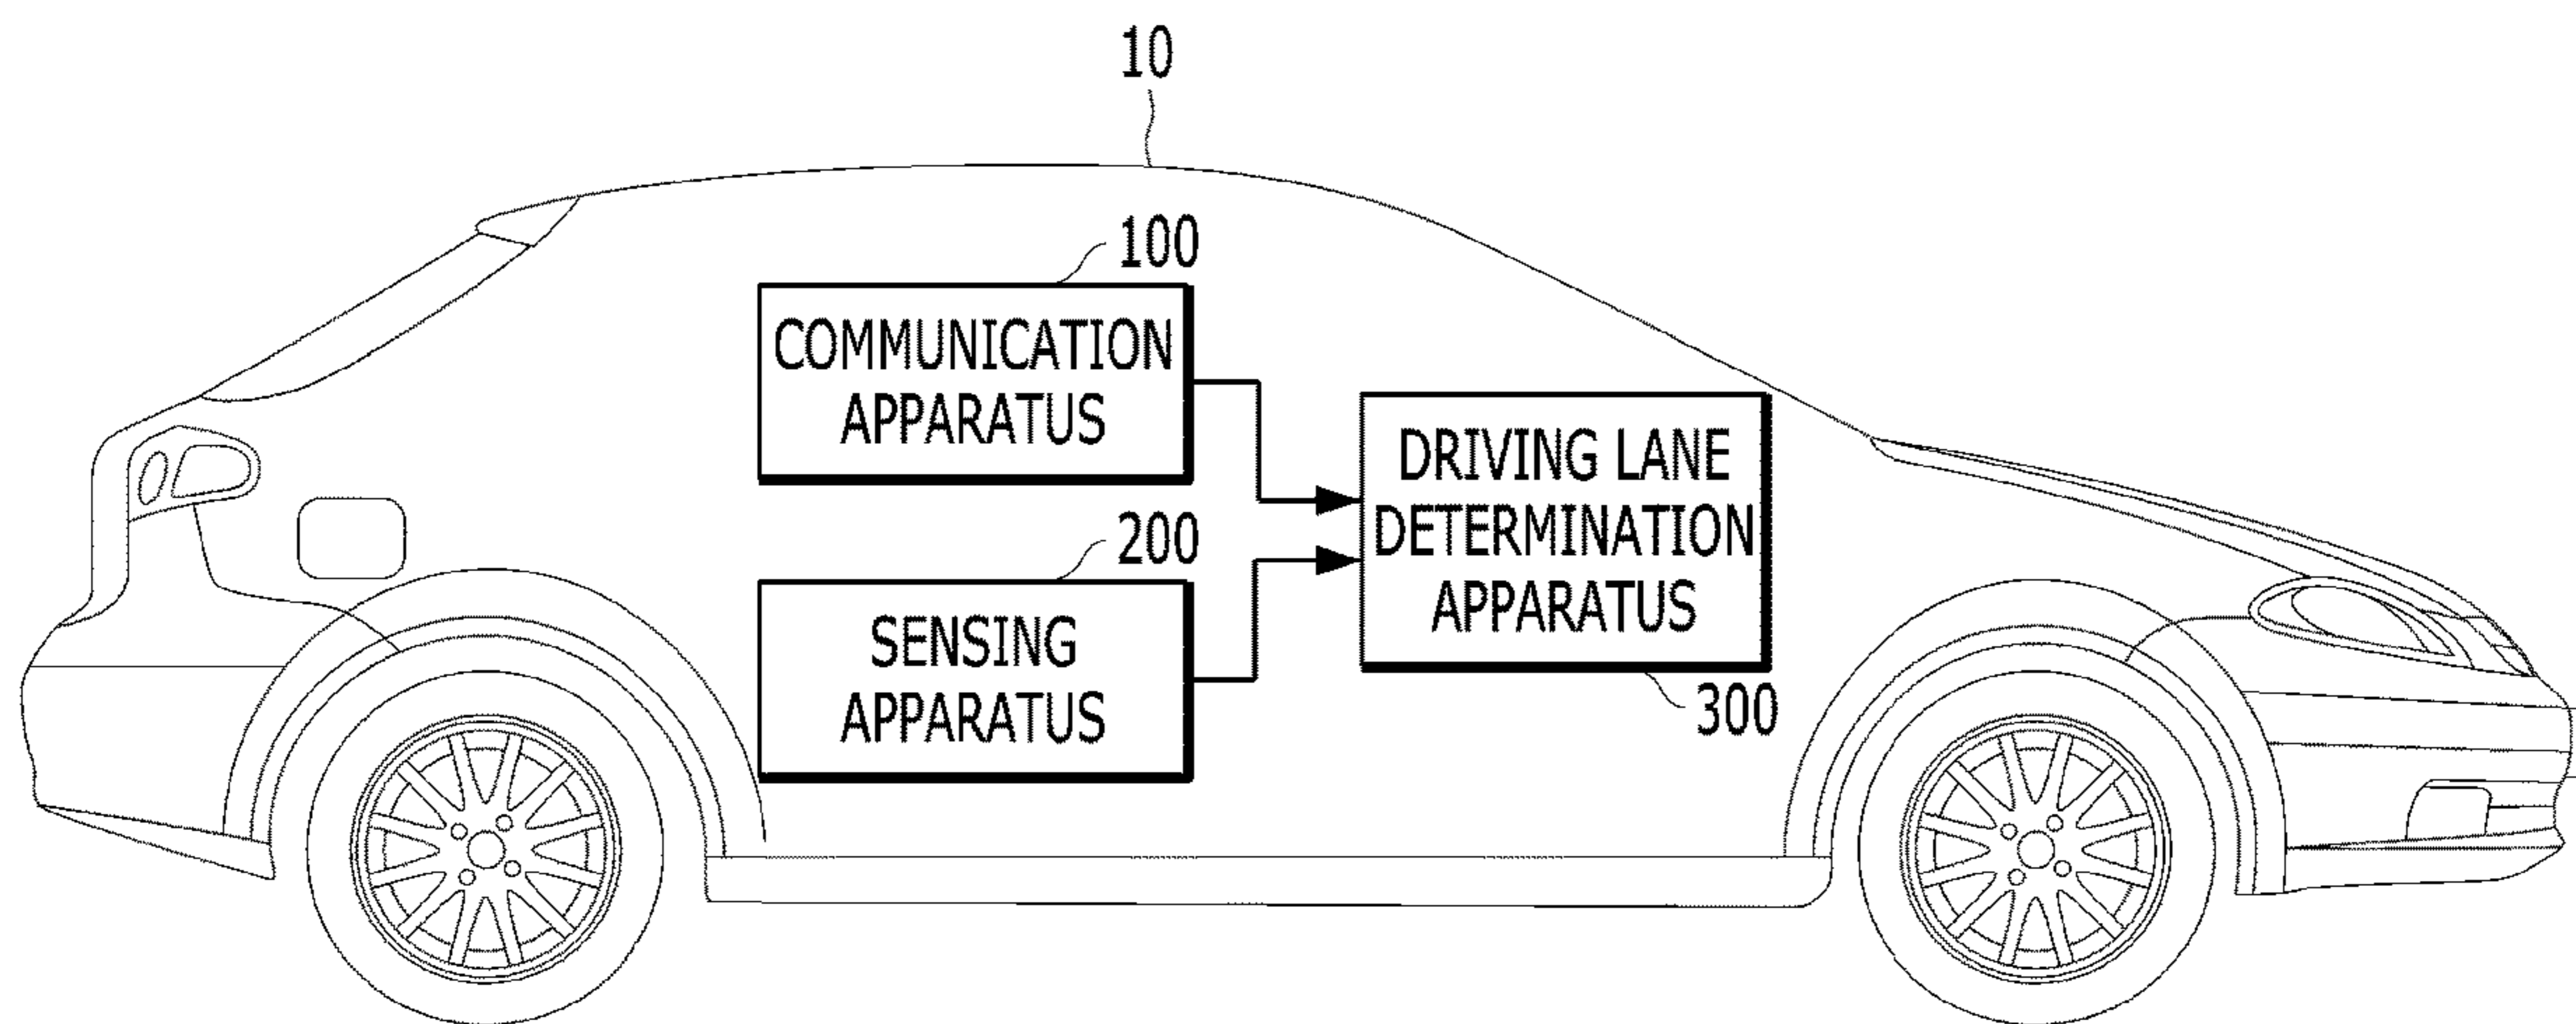 10
100
COMMUNICATION
APPARATUS
200
SENSING
APPARATUS
DRIVING LANE
DETERMINATION
APPARATUS
300